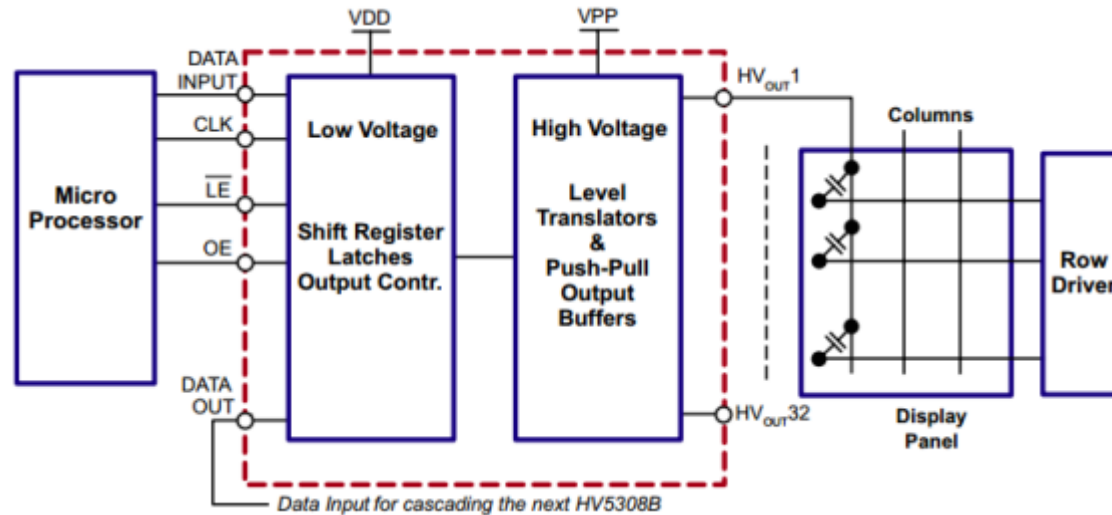 VDD
VPP
DATA
INPUT
CLK
LE
OE
DATA
OUT
Micro
Processor
Low Voltage
Shift Register
Latches
Output Contr.
High Voltage
Level
Translators
&
Push-Pull
Output
Buffers
HVOUT1
HVOUT32
Columns
Row
Driver
Display
Panel
Data Input for cascading the next HV5308B